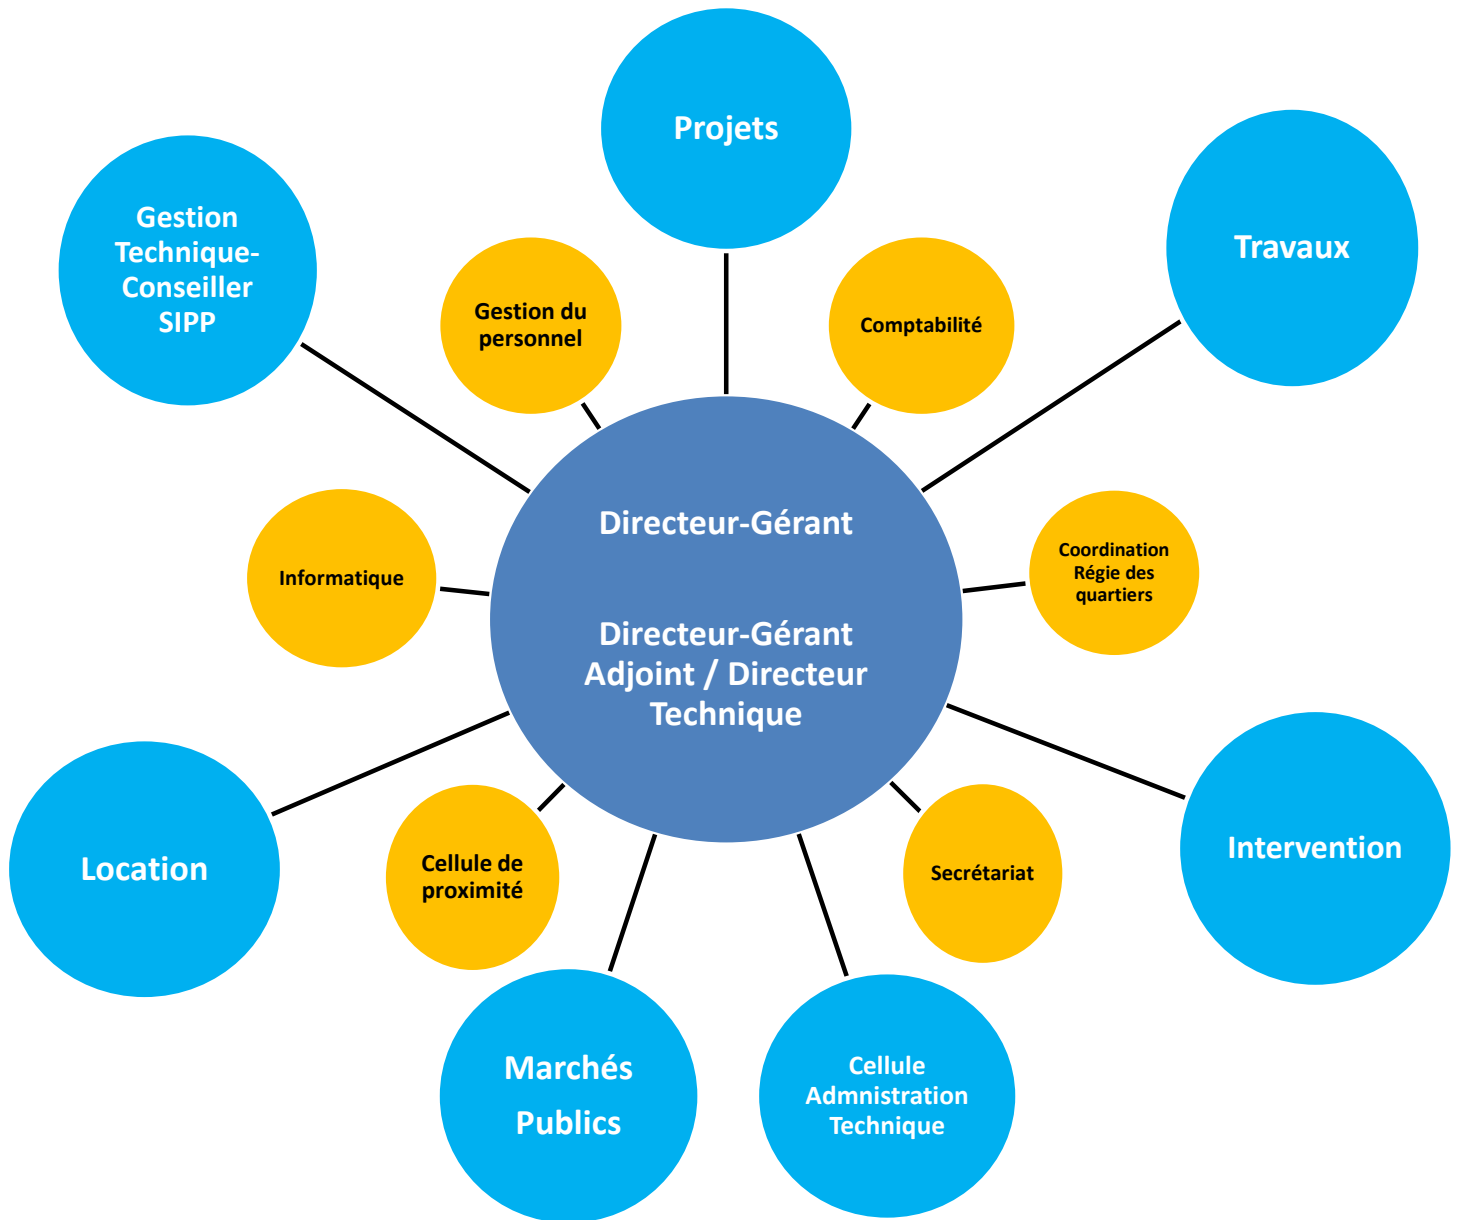 Projets
Gestion
Technique-
Conseiller
SIPP
Travaux
Gestion du
personnel
Comptabilité
Directeur-Gérant
Directeur-Gérant
Adjoint / Directeur
Technique
Informatique
Coordination
Régie des
quartiers
Location
Cellule de
proximité
Secrétariat
Intervention
Marchés
Publics
Cellule
Admnistration
Technique